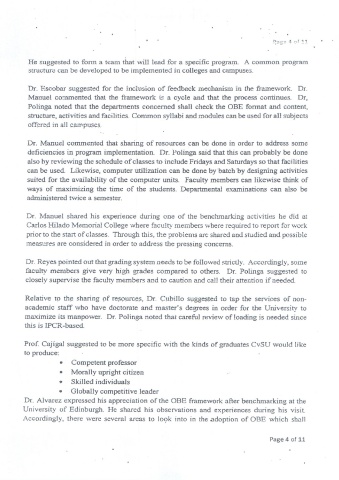 Page 4 of 11
He suggested to form a team that will lead for a specific program. A common program
structure can be developed to be implemented in colleges and campuses.
Dr. Escobar suggested for the inclusion of feedback mechanism in the framework. Dr.
Manuel commented that the framework is a cycle and that the process continues. Dr.
Polinga noted that the departments concerned shall check the OBE format and content,
structure, activities and facilities. Common syllabi and modules can be used for all subjects
offered in all campuses.
Dr. Manuel commented that sharing of resources can be done in order to address some
deficiencies in program implementation. Dr. Polinga said that this can probably be done
also by reviewing the schedule of classes to include Fridays and Saturdays so that facilities
can be used. Likewise, computer utilization can be done by batch by designing activities
suited for the availability of the computer units. Faculty members can likewise think of
ways of maximizing the time of the students. Departmental examinations can also be
administered twice a semester.
Dr. Manuel shared his experience during one of the benchmarking activities he did at
Carlos Hilado Memorial College where faculty members where required to report for work
prior to the start of classes. Through this, the problems are shared and studied and possible
measures are considered in order to address the pressing concerns.
Dr. Reyes pointed out that grading system needs to be followed strictly. Accordingly, some
faculty members give very high grades compared to others. Dr. Polinga suggested to
closely supervise the faculty members and to caution and call their attention if needed.
Relative to the sharing of resources, Dr. Cubillo suggested to tap the services of non-
academic staff who have doctorate and master's degrees in order for the University to
maximize its manpower. Dr. Polinga noted that careful review of loading is needed since
this is IPCR-based.
Prof. Cajigal suggested to be more specific with the kinds of graduates CvSU would like
to produce:
• Competent professor
• Morally upright citizen
• Skilled individuals
• Globally competitive leader
Dr. Alvarez expressed his appreciation of the OBE framework after benchmarking at the
University of Edinburgh. He shared his observations and experiences during his visit.
Accordingly, there were several areas to look into in the adoption of OBE which shall
Page 4 of 11